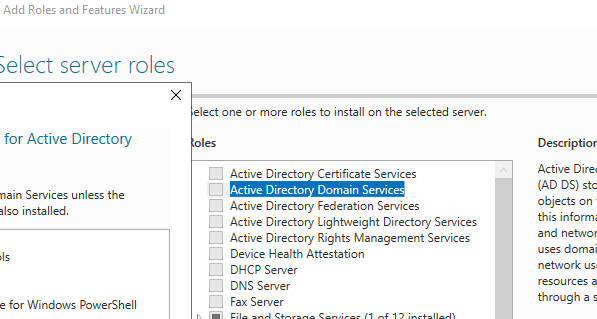 Add Roles and Features Wizard
Select server roles
for Active Directory
main Services unless the
also installed.
ols
e for Windows PowerShell
Select one or more roles to install on the selected server.
Roles
Active Directory Certificate Services
Active Directory Domain Services
Active Directory Federation Services
Active Directory Lightweight Directory Services
Active Directory Rights Management Services
Device Health Attestation
DHCP Server
DNS Server
Fax Server
File and Storage Services (1 of 12 installed)
Description
Active Direc
(AD DS) sto
objects on t
this informa
and networ
uses domai
network use
resources a
through a s